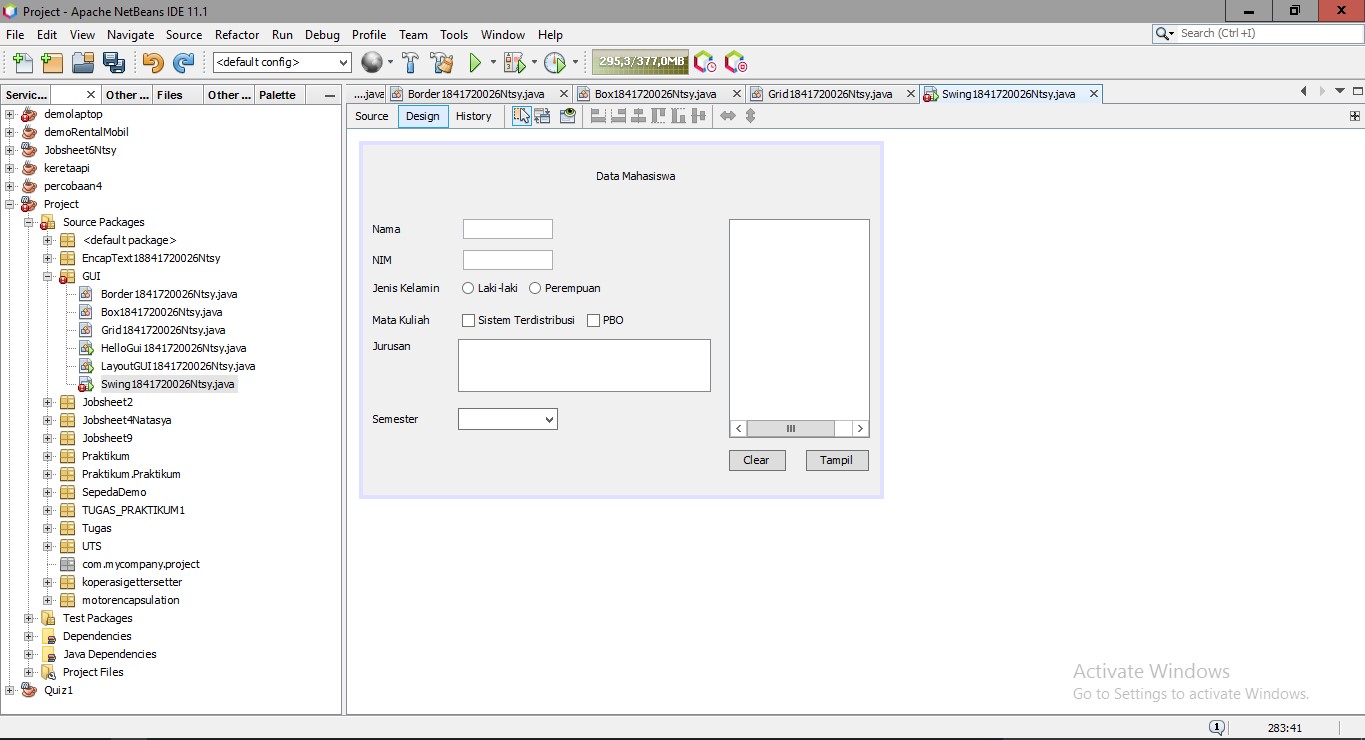 Project - Apache NetBeans IDE 11.1
File Edit View Navigate Source Refactor Run Debug Profile Team Tools Window Help
Search (Ctrl+I)
<default config>
295,3/377,0MB
Servic... Other ... Files Other ... Palette
....java Border1841720026Ntsy.java Box1841720026Ntsy.java Grid1841720026Ntsy.java Swing1841720026Ntsy.java
Source Design History
demolaptop
demoRentalMobil
Jobsheet6Ntsy
keretaapi
percobaan4
Project
Source Packages
<default package>
EncapText18841720026Ntsy
GUI
Border1841720026Ntsy.java
Box1841720026Ntsy.java
Grid1841720026Ntsy.java
HelloGui1841720026Ntsy.java
LayoutGUI1841720026Ntsy.java
Swing1841720026Ntsy.java
Jobsheet2
Jobsheet4Natasya
Jobsheet9
Praktikum
Praktikum.Praktikum
SepedaDemo
TUGAS_PRAKTIKUM1
Tugas
UTS
com.mycompany.project
koperasigettersetter
motorencapsulation
Test Packages
Dependencies
Java Dependencies
Project Files
Quiz1
Data Mahasiswa
Nama
NIM
Jenis Kelamin Laki-laki Perempuan
Mata Kuliah Sistem Terdistribusi PBO
Jurusan
Semester
Clear Tampil
Activate Windows
Go to Settings to activate Windows.
1 283:41